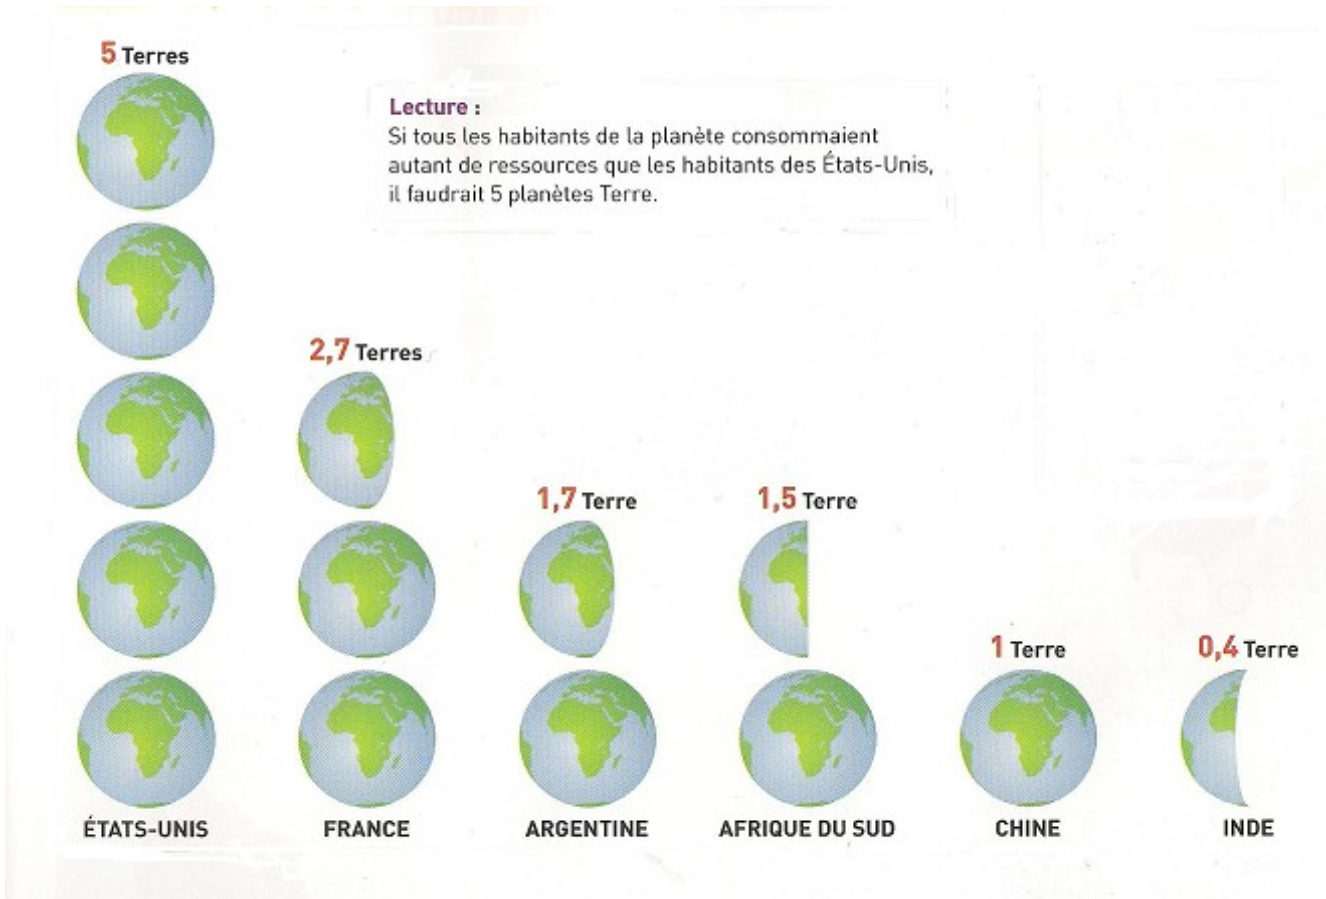 5 Terres
Lecture :
Si tous les habitants de la planète consommaient
autant de ressources que les habitants des États-Unis,
il faudrait 5 planètes Terre.
2,7 Terres
1,7 Terre
1,5 Terre
1 Terre
0,4 Terre
ÉTATS-UNIS
FRANCE
ARGENTINE
AFRIQUE DU SUD
CHINE
INDE